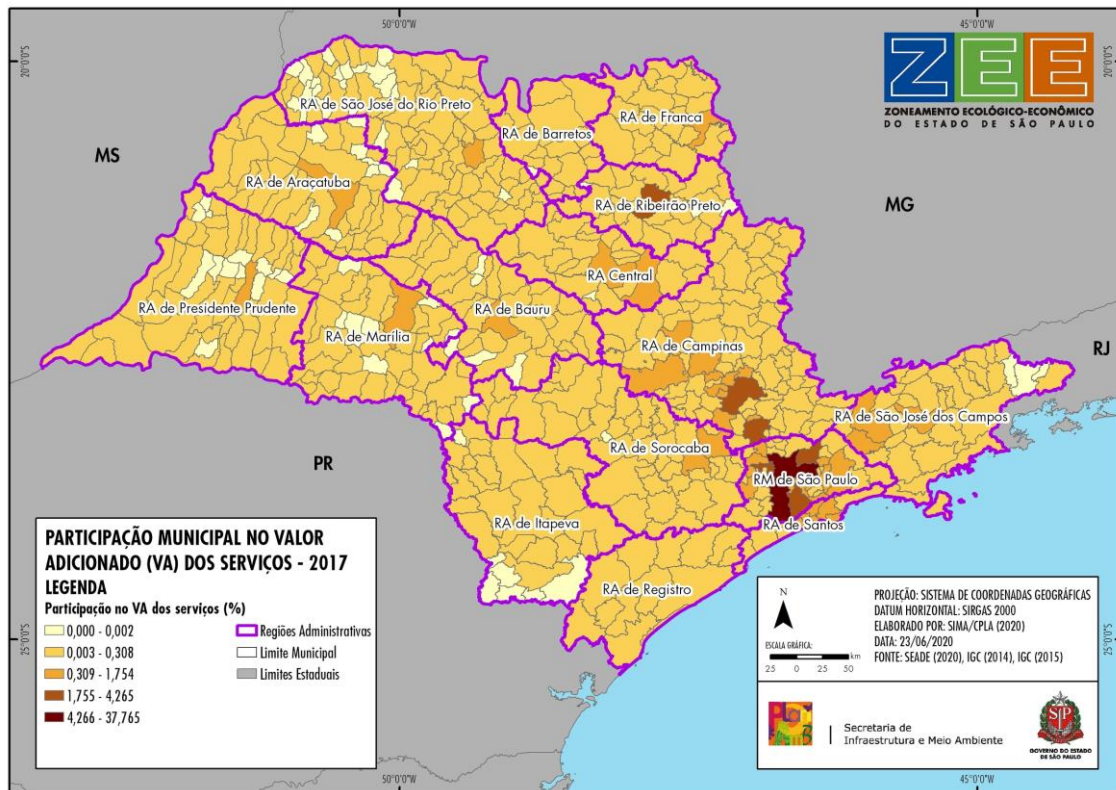 50°0'0"W
45°0'0"W
20°0'0"S
20°0'0"S
ZEE
ZONEAMENTO ECOLÓGICO-ECONÔMICO
DO ESTADO DE SÃO PAULO
RA de São José do Rio Preto
RA de Barretos
RA de Franca
MS
RA de Araçatuba
RA de Ribeirão Preto
MG
RA Central
RA de Presidente Prudente
RA de Marília
RA de Bauru
RA de Campinas
RJ
RA de São José dos Campos
RA de Sorocaba
PR
RM de São Paulo
RA de Santos
RA de Itapeva
RA de Registro
PARTICIPAÇÃO MUNICIPAL NO VALOR
ADICIONADO (VA) DOS SERVIÇOS - 2017
LEGENDA
Participação no VA dos serviços (%)
0,000 - 0,002
0,003 - 0,308
0,309 - 1,754
1,755 - 4,265
4,266 - 37,765
Regiões Administrativas
Limite Municipal
Limites Estaduais
N
ESCALA GRÁFICA:
25 0 50
km
PROJEÇÃO: SISTEMA DE COORDENADAS GEOGRÁFICAS
DATUM HORIZONTAL: SIRGAS 2000
ELABORADO POR: SIMA/CPLA (2020)
DATA: 23/06/2020
FONTE: SEADE (2020), IGC (2014), IGC (2015)
Secretaria de
Infraestrutura e Meio Ambiente
SP
GOVERNO DO ESTADO
DE SÃO PAULO
25°0'0"S
25°0'0"S
50°0'0"W
45°0'0"W